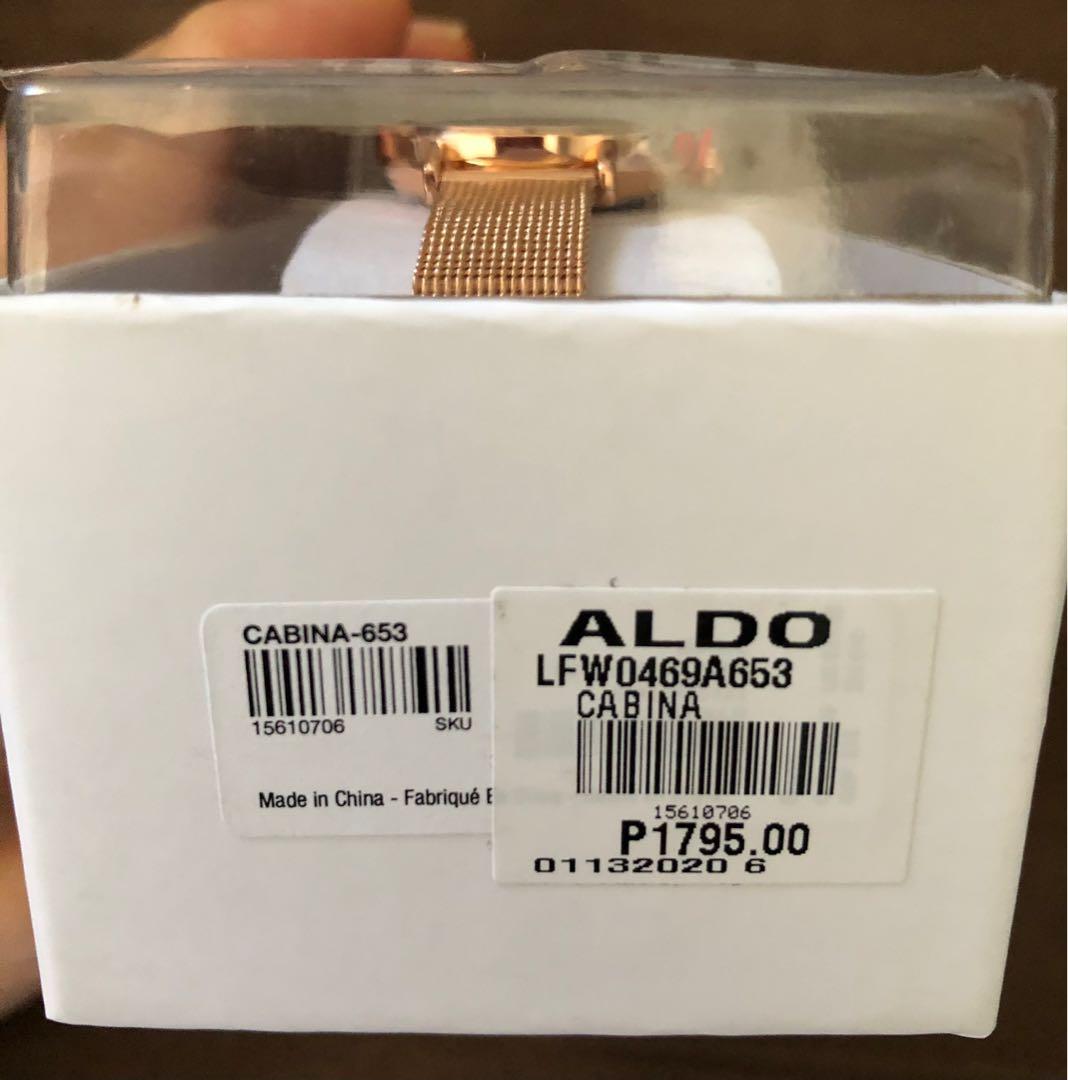 CABINA-653
15610706 SKU
Made in China - Fabriqué
ALDO
LFW0469A653
CABINA
15610706
P1795.00
01132020 6